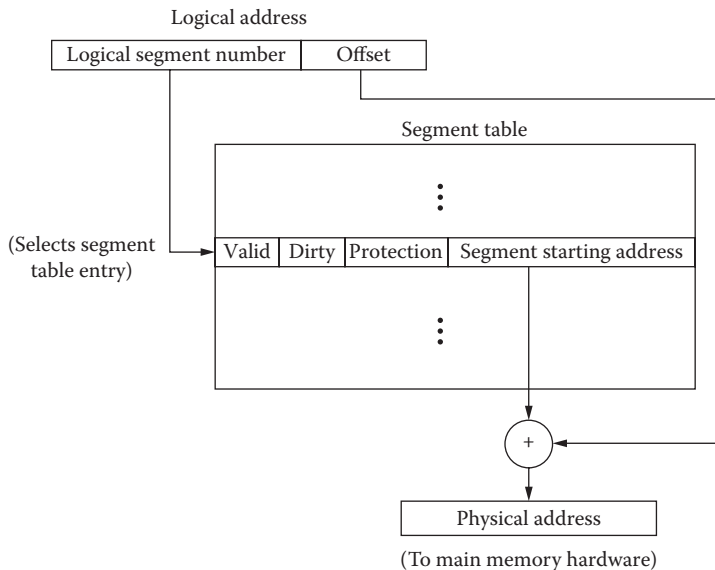 Logical address
Logical segment number Offset
Segment table
(Selects segment
table entry)
Valid Dirty Protection Segment starting address
+
Physical address
(To main memory hardware)